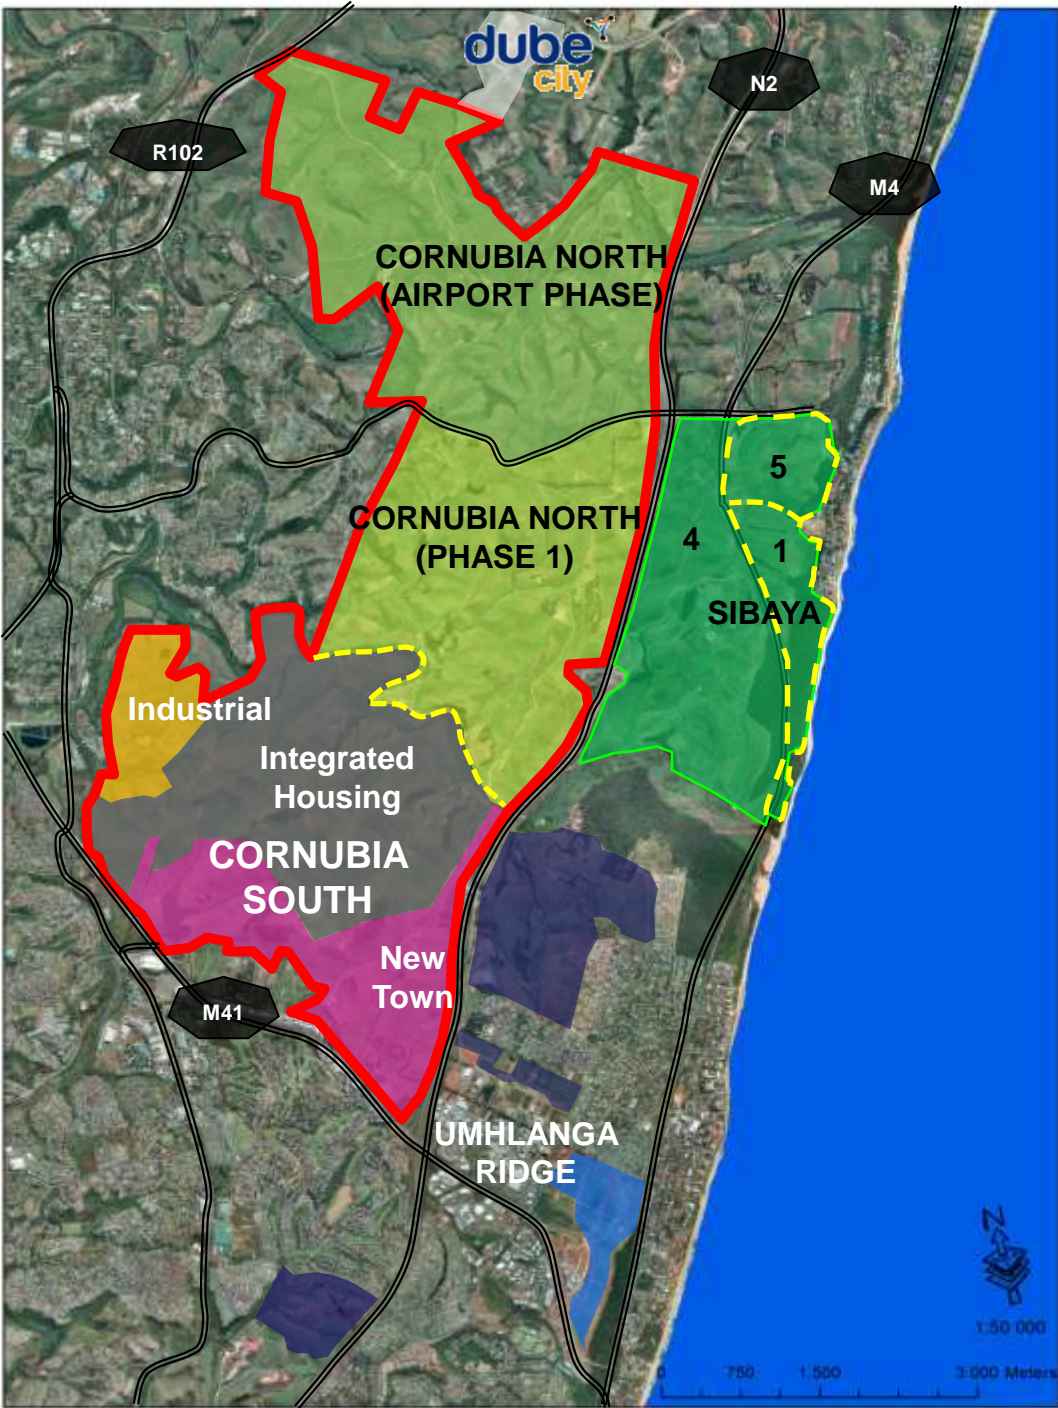 dube
city
N2
R102
M4
CORNUBIA NORTH
(AIRPORT PHASE)
5
CORNUBIA NORTH
(PHASE 1)
4
1
SIBAYA
Industrial
Integrated
Housing
CORNUBIA
SOUTH
New
Town
M41
UMHLANGA
RIDGE
N
1:50 000
0 750 1.500 3.000 Meters